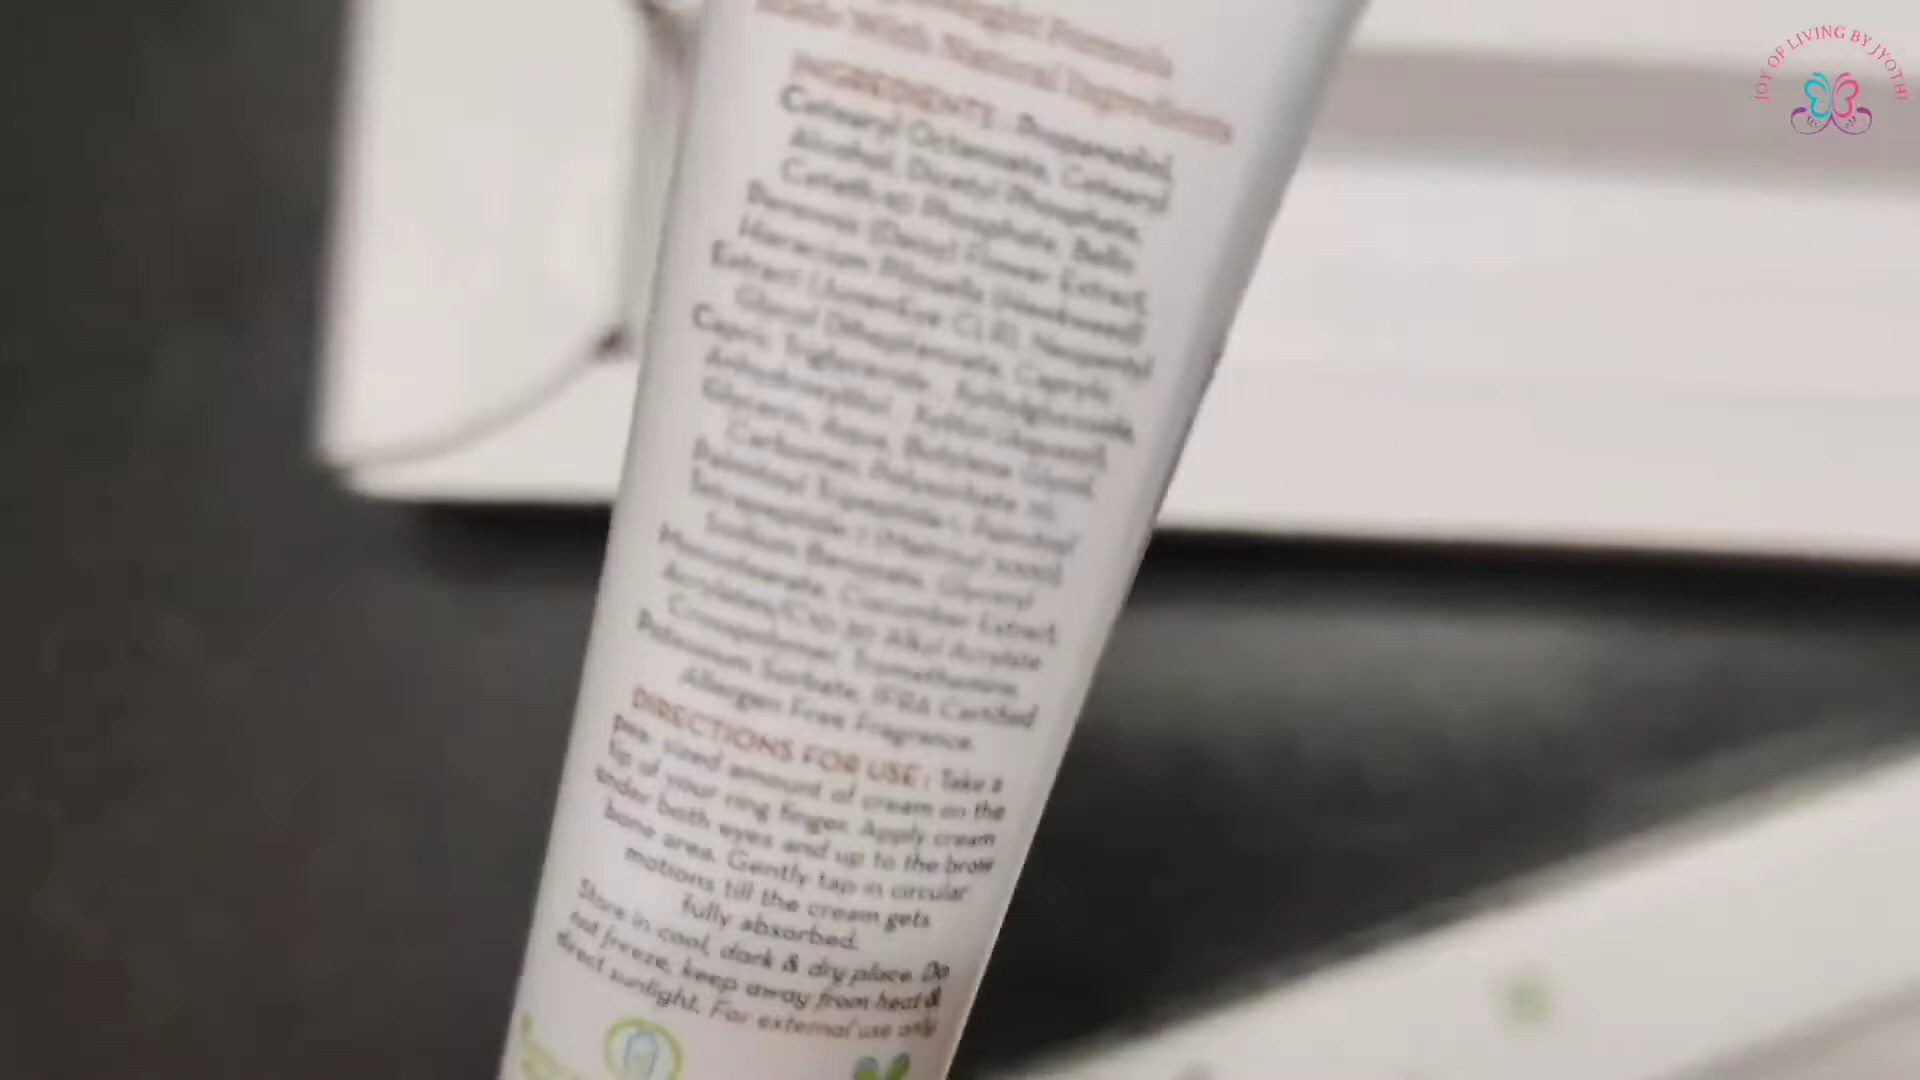 JOY OF LIVING BY JYOTHI
Made With Natural Ingredients
INGREDIENTS : Propanediol,
Cetearyl Octanoate, Cetearyl
Alcohol, Dicetyl Phosphate,
Ceteth-10 Phosphate, Bellis
Perennis (Daisy) Flower Extract,
Hieracium Pilosella (Hawkweed)
Extract Neopentyl
Glycol Diheptanoate, Caprylic
Capric Triglyceride, Xylitylglucoside,
Anhydroxylitol, Xylitol (Aquaxyl),
Glycerin, Aqua, Butylene Glycol,
Carbomer, Polysorbate 20,
Palmitoyl Tripeptide 1, Palmitoyl
Tetrapeptide 7 (Matrixyl 3000),
Sodium Benzoate, Glyceryl
Monostearate, Cucumber Extract,
Acrylates/C10-30 Alkyl Acrylate
Crosspolymer, Tromethamine,
Potassium Sorbate, IFRA Certified
Allergen Free Fragrance.
DIRECTIONS FOR USE : Take a
pea sized amount of cream on the
tip of your ring finger. Apply cream
under both eyes and up to the brow
bone area. Gently tap in circular
motions till the cream gets
fully absorbed.
Store in cool, dark & dry place. Do
not freeze, keep away from heat &
direct sunlight. For external use only